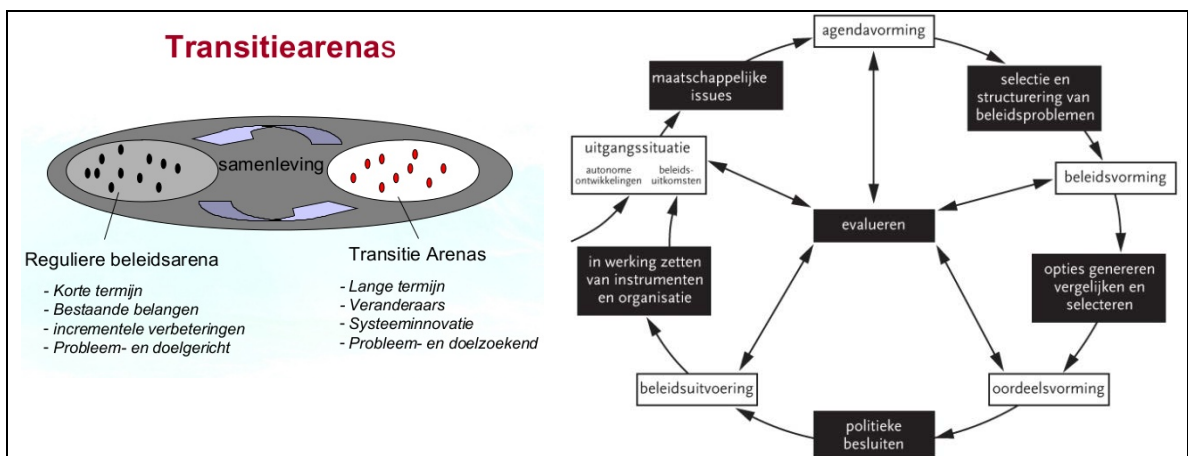 Transitiearenas
samenleving
Reguliere beleidsarena
- Korte termijn
- Bestaande belangen
- incrementele verbeteringen
- Probleem- en doelgericht
Transitie Arenas
- Lange termijn
- Veranderaars
- Systeeminnovatie
- Probleem- en doelzoekend
agendavorming
selectie en
structurering van
beleidsproblemen
beleidsvorming
opties genereren
vergelijken en
selecteren
oordeelsvorming
politieke
besluiten
beleidsuitvoering
in werking zetten
van instrumenten
en organisatie
uitgangssituatie
autonome
ontwikkelingen
beleids-
uitkomsten
maatschappelijke
issues
evalueren